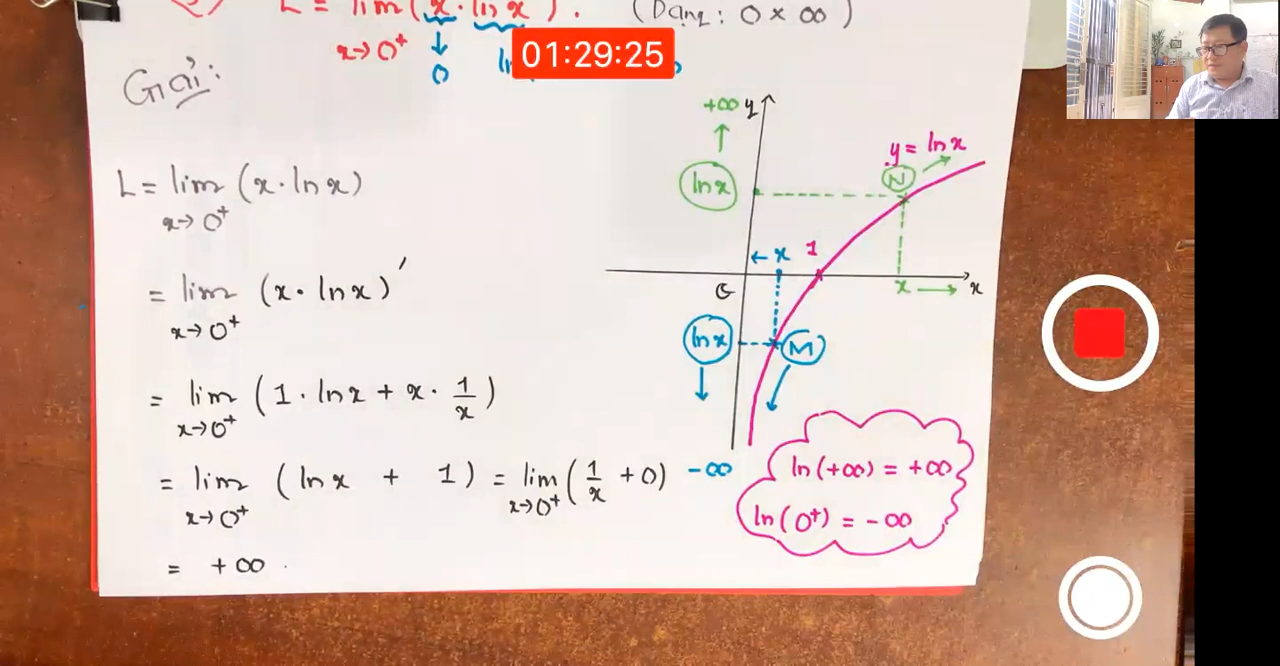 L = lim (x · ln x). (Dạng: 0 × ∞)
x → 0⁺ ↓
0
01:29:25
Giải:
L = lim (x · ln x)
x → 0⁺
= lim (x · ln x)′
x → 0⁺
= lim (1 · ln x + x · 1/x)
x → 0⁺
= lim (ln x + 1) = lim (1/x + 0)
x → 0⁺ x → 0⁺
= +∞
+∞ y
↑
ln x
y = ln x
N
← x 1
O x → x
ln x M
↓
-∞
ln(+∞) = +∞
ln(0⁺) = -∞